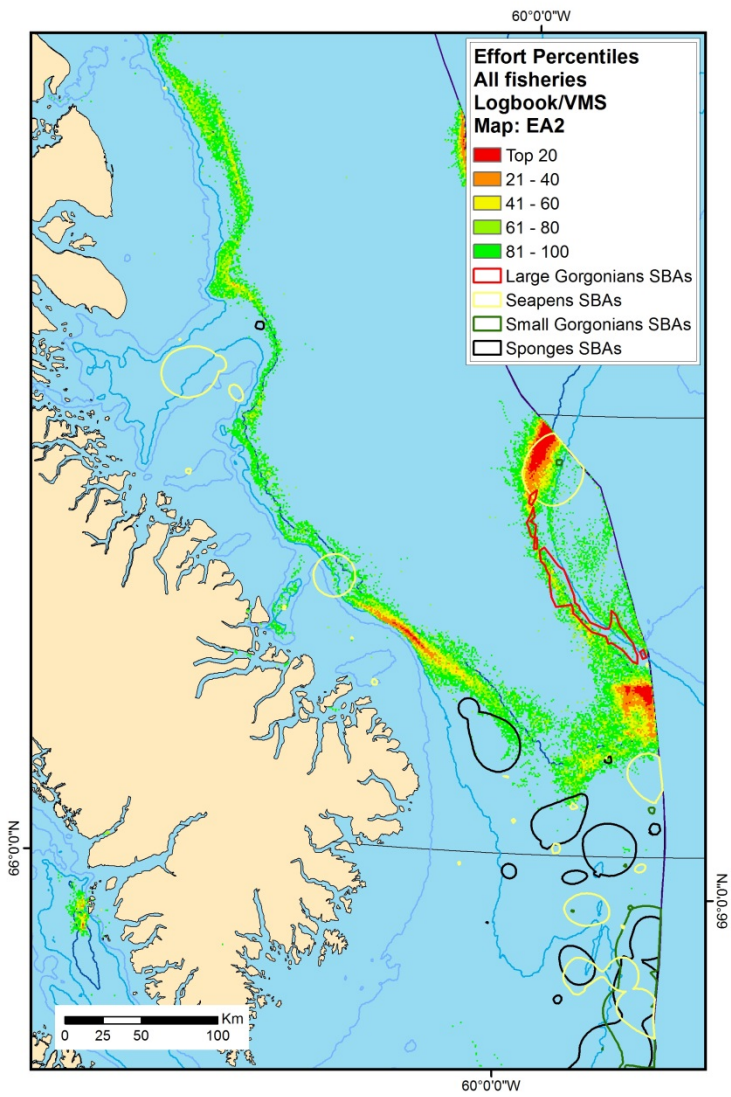 60°0'0"W
Effort Percentiles
All fisheries
Logbook/VMS
Map: EA2
Top 20
21 - 40
41 - 60
61 - 80
81 - 100
Large Gorgonians SBAs
Seapens SBAs
Small Gorgonians SBAs
Sponges SBAs
66°0'0"N
66°0'0"N
Km
0 25 50 100
60°0'0"W